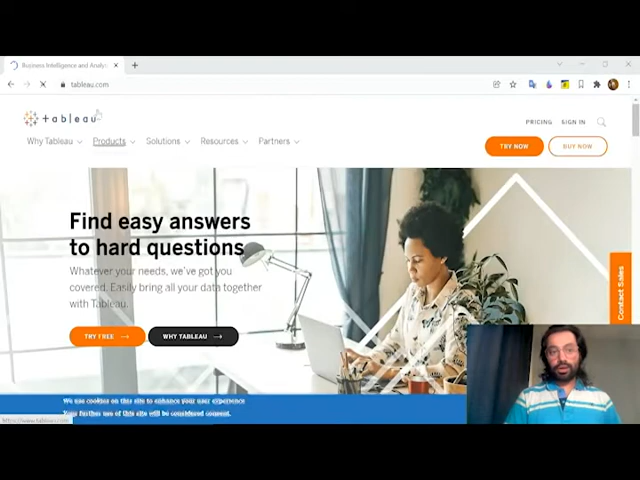 Business Intelligence and Analy
tableau.com
+ a b l e a u
PRICING SIGN IN
Why Tableau Products Solutions Resources Partners
TRY NOW BUY NOW
Find easy answers
to hard questions
Whatever your needs, we've got you
covered. Easily bring all your data together
with Tableau.
TRY FREE → WHY TABLEAU →
Contact Sales
We use cookies on this site to enhance your user experience
Your further use of this site will be considered consent.